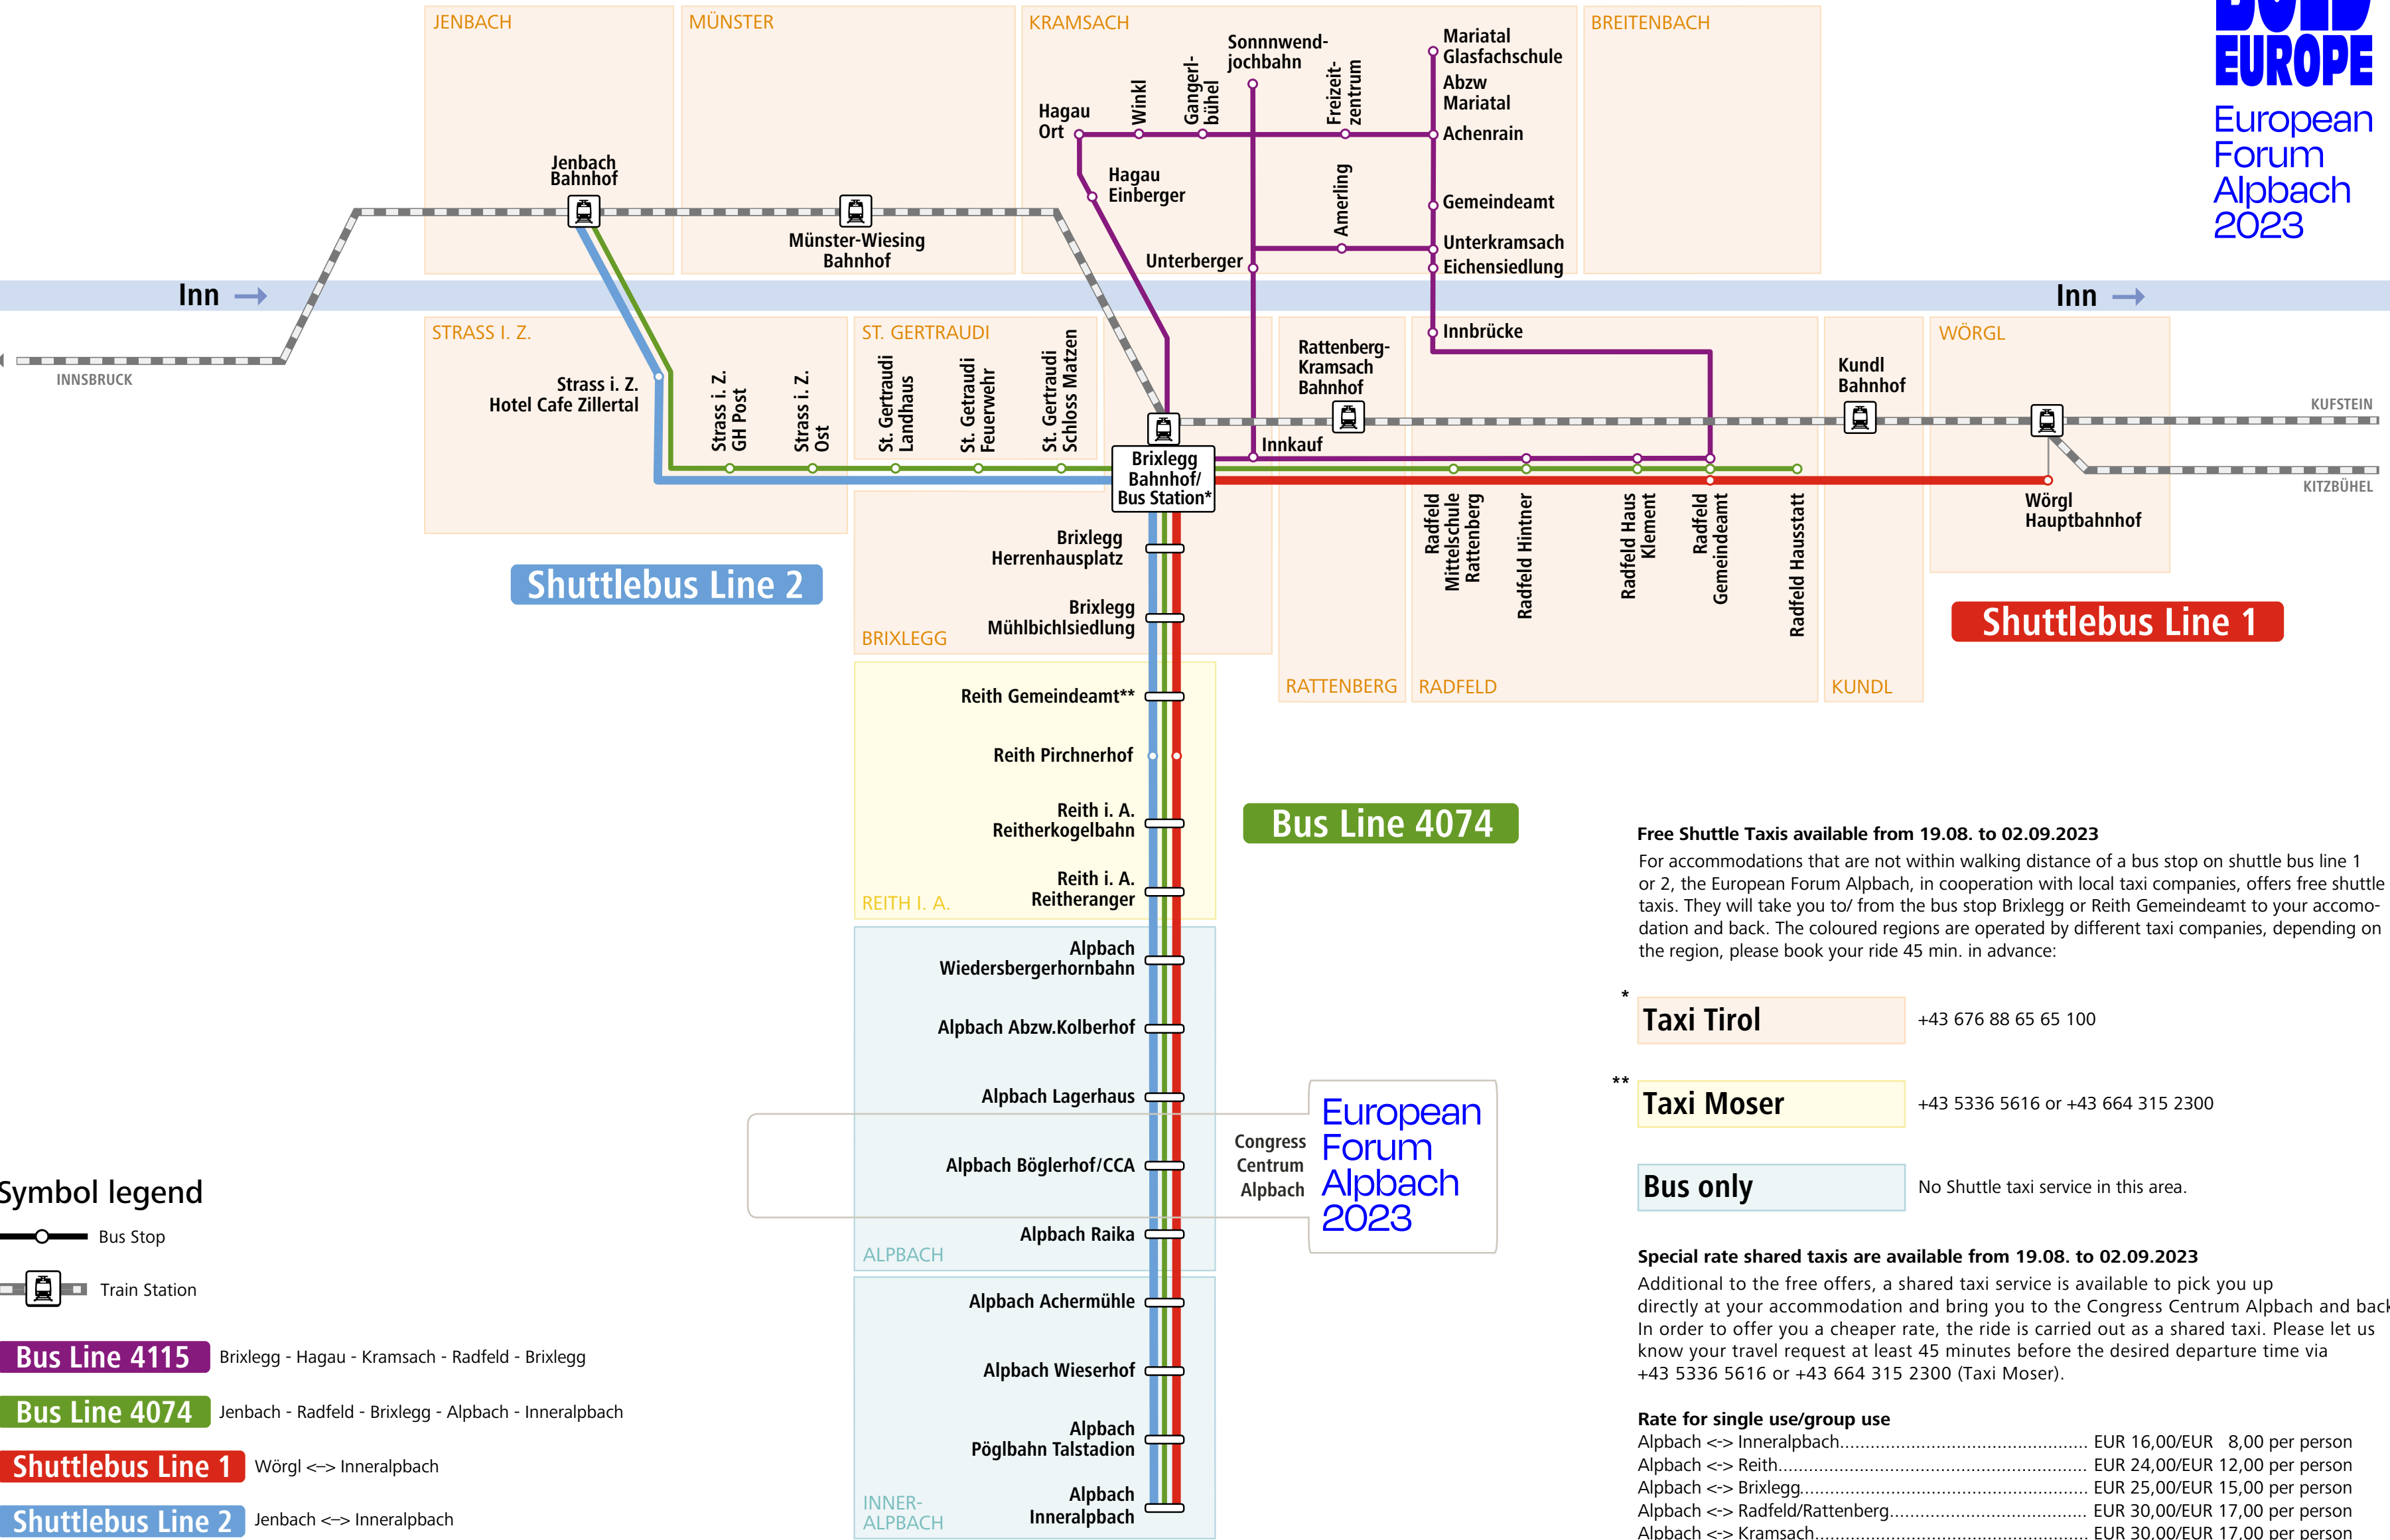 JENBACH
MÜNSTER
KRAMSACH
BREITENBACH
EUROPE
European
Forum
Alpbach
2023
Sonnnwend-
jochbahn
Mariatal
Glasfachschule
Abzw
Mariatal
Achenrain
Hagau
Ort
Winkl
Gangerl-
bühel
Freizeit-
zentrum
Hagau
Einberger
Amerling
Gemeindeamt
Unterkramsach
Eichensiedlung
Unterberger
Jenbach
Bahnhof
Münster-Wiesing
Bahnhof
Inn →
Inn →
STRASS I. Z.
ST. GERTRAUDI
WÖRGL
INNSBRUCK
Strass i. Z.
Hotel Cafe Zillertal
Strass i. Z.
GH Post
Strass i. Z.
Ost
St. Gertraudi
Landhaus
St. Getraudi
Feuerwehr
St. Gertraudi
Schloss Matzen
Rattenberg-
Kramsach
Bahnhof
Innbrücke
Kundl
Bahnhof
KUFSTEIN
KITZBÜHEL
Innkauf
Brixlegg
Bahnhof/
Bus Station*
Wörgl
Hauptbahnhof
Radfeld
Mittelschule
Rattenberg
Radfeld Hintner
Radfeld Haus
Klement
Radfeld
Gemeindeamt
Radfeld Hausstatt
Shuttlebus Line 2
Shuttlebus Line 1
Brixlegg
Herrenhausplatz
Brixlegg
Mühlbichlsiedlung
BRIXLEGG
RATTENBERG
RADFELD
KUNDL
Reith Gemeindeamt**
Reith Pirchnerhof
Reith i. A.
Reitherkogelbahn
Reith i. A.
Reitheranger
REITH I. A.
Bus Line 4074
Alpbach
Wiedersbergerhornbahn
Alpbach Abzw.Kolberhof
Alpbach Lagerhaus
Alpbach Böglerhof/CCA
Alpbach Raika
ALPBACH
Congress
Centrum
Alpbach
European
Forum
Alpbach
2023
Alpbach Achermühle
Alpbach Wieserhof
Alpbach
Pöglbahn Talstadion
Alpbach
Inneralpbach
INNER-
ALPBACH
Free Shuttle Taxis available from 19.08. to 02.09.2023
For accommodations that are not within walking distance of a bus stop on shuttle bus line 1
or 2, the European Forum Alpbach, in cooperation with local taxi companies, offers free shuttle
taxis. They will take you to/ from the bus stop Brixlegg or Reith Gemeindeamt to your accomo-
dation and back. The coloured regions are operated by different taxi companies, depending on
the region, please book your ride 45 min. in advance:
* Taxi Tirol +43 676 88 65 65 100
** Taxi Moser +43 5336 5616 or +43 664 315 2300
Bus only No Shuttle taxi service in this area.
Special rate shared taxis are available from 19.08. to 02.09.2023
Additional to the free offers, a shared taxi service is available to pick you up
directly at your accommodation and bring you to the Congress Centrum Alpbach and back
In order to offer you a cheaper rate, the ride is carried out as a shared taxi. Please let us
know your travel request at least 45 minutes before the desired departure time via
+43 5336 5616 or +43 664 315 2300 (Taxi Moser).
Rate for single use/group use
Alpbach <-> Inneralpbach................................................ EUR 16,00/EUR 8,00 per person
Alpbach <-> Reith............................................................ EUR 24,00/EUR 12,00 per person
Alpbach <-> Brixlegg........................................................ EUR 25,00/EUR 15,00 per person
Alpbach <-> Radfeld/Rattenberg....................................... EUR 30,00/EUR 17,00 per person
Alpbach <-> Kramsach..................................................... EUR 30,00/EUR 17,00 per person
Symbol legend
Bus Stop
Train Station
Bus Line 4115 Brixlegg - Hagau - Kramsach - Radfeld - Brixlegg
Bus Line 4074 Jenbach - Radfeld - Brixlegg - Alpbach - Inneralpbach
Shuttlebus Line 1 Wörgl <–> Inneralpbach
Shuttlebus Line 2 Jenbach <–> Inneralpbach